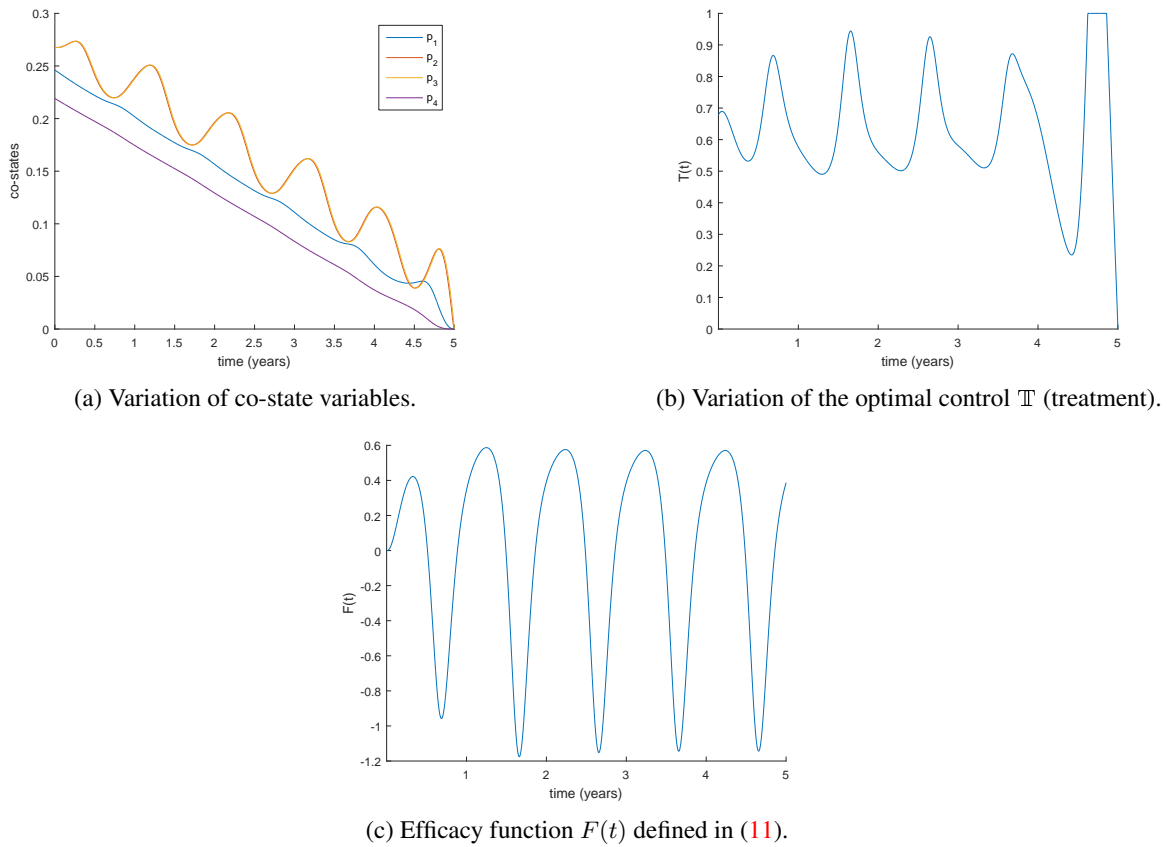 0.3
0.25
0.2
0.15
0.1
0.05
0
co-states
p1
p2
p3
p4
0 0.5 1 1.5 2 2.5 3 3.5 4 4.5 5
time (years)
(a) Variation of co-state variables.
1
0.9
0.8
0.7
0.6
0.5
0.4
0.3
0.2
0.1
0
T(t)
1 2 3 4 5
time (years)
(b) Variation of the optimal control 𝕋 (treatment).
0.6
0.4
0.2
0
-0.2
-0.4
-0.6
-0.8
-1
-1.2
F(t)
1 2 3 4 5
time (years)
(c) Efficacy function F(t) defined in (11).